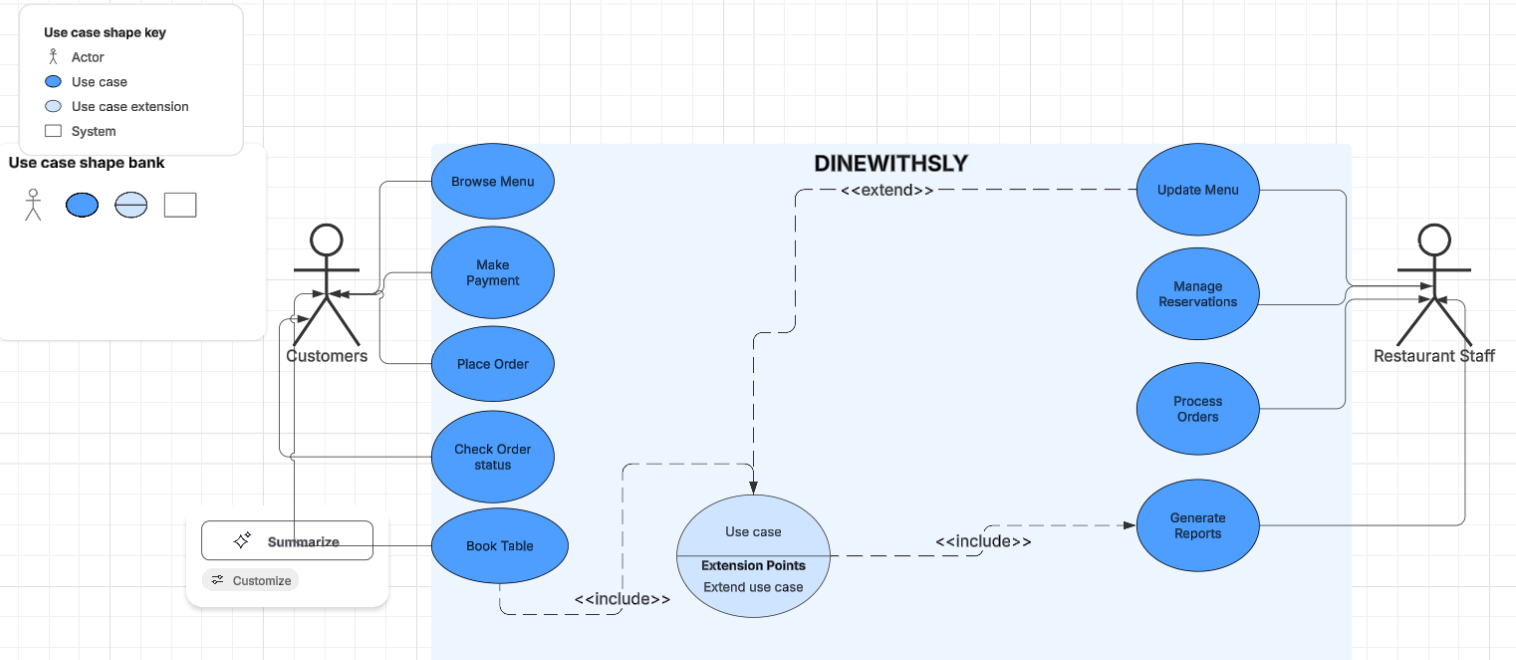 Use case shape key
Actor
Use case
Use case extension
System
Use case shape bank
DINEWITHSLY
<<extend>>
Browse Menu
Make
Payment
Place Order
Check Order
status
Book Table
Customers
Update Menu
Manage
Reservations
Process
Orders
Generate
Reports
Restaurant Staff
Use case
Extension Points
Extend use case
<<include>>
<<include>>
Summarize
Customize